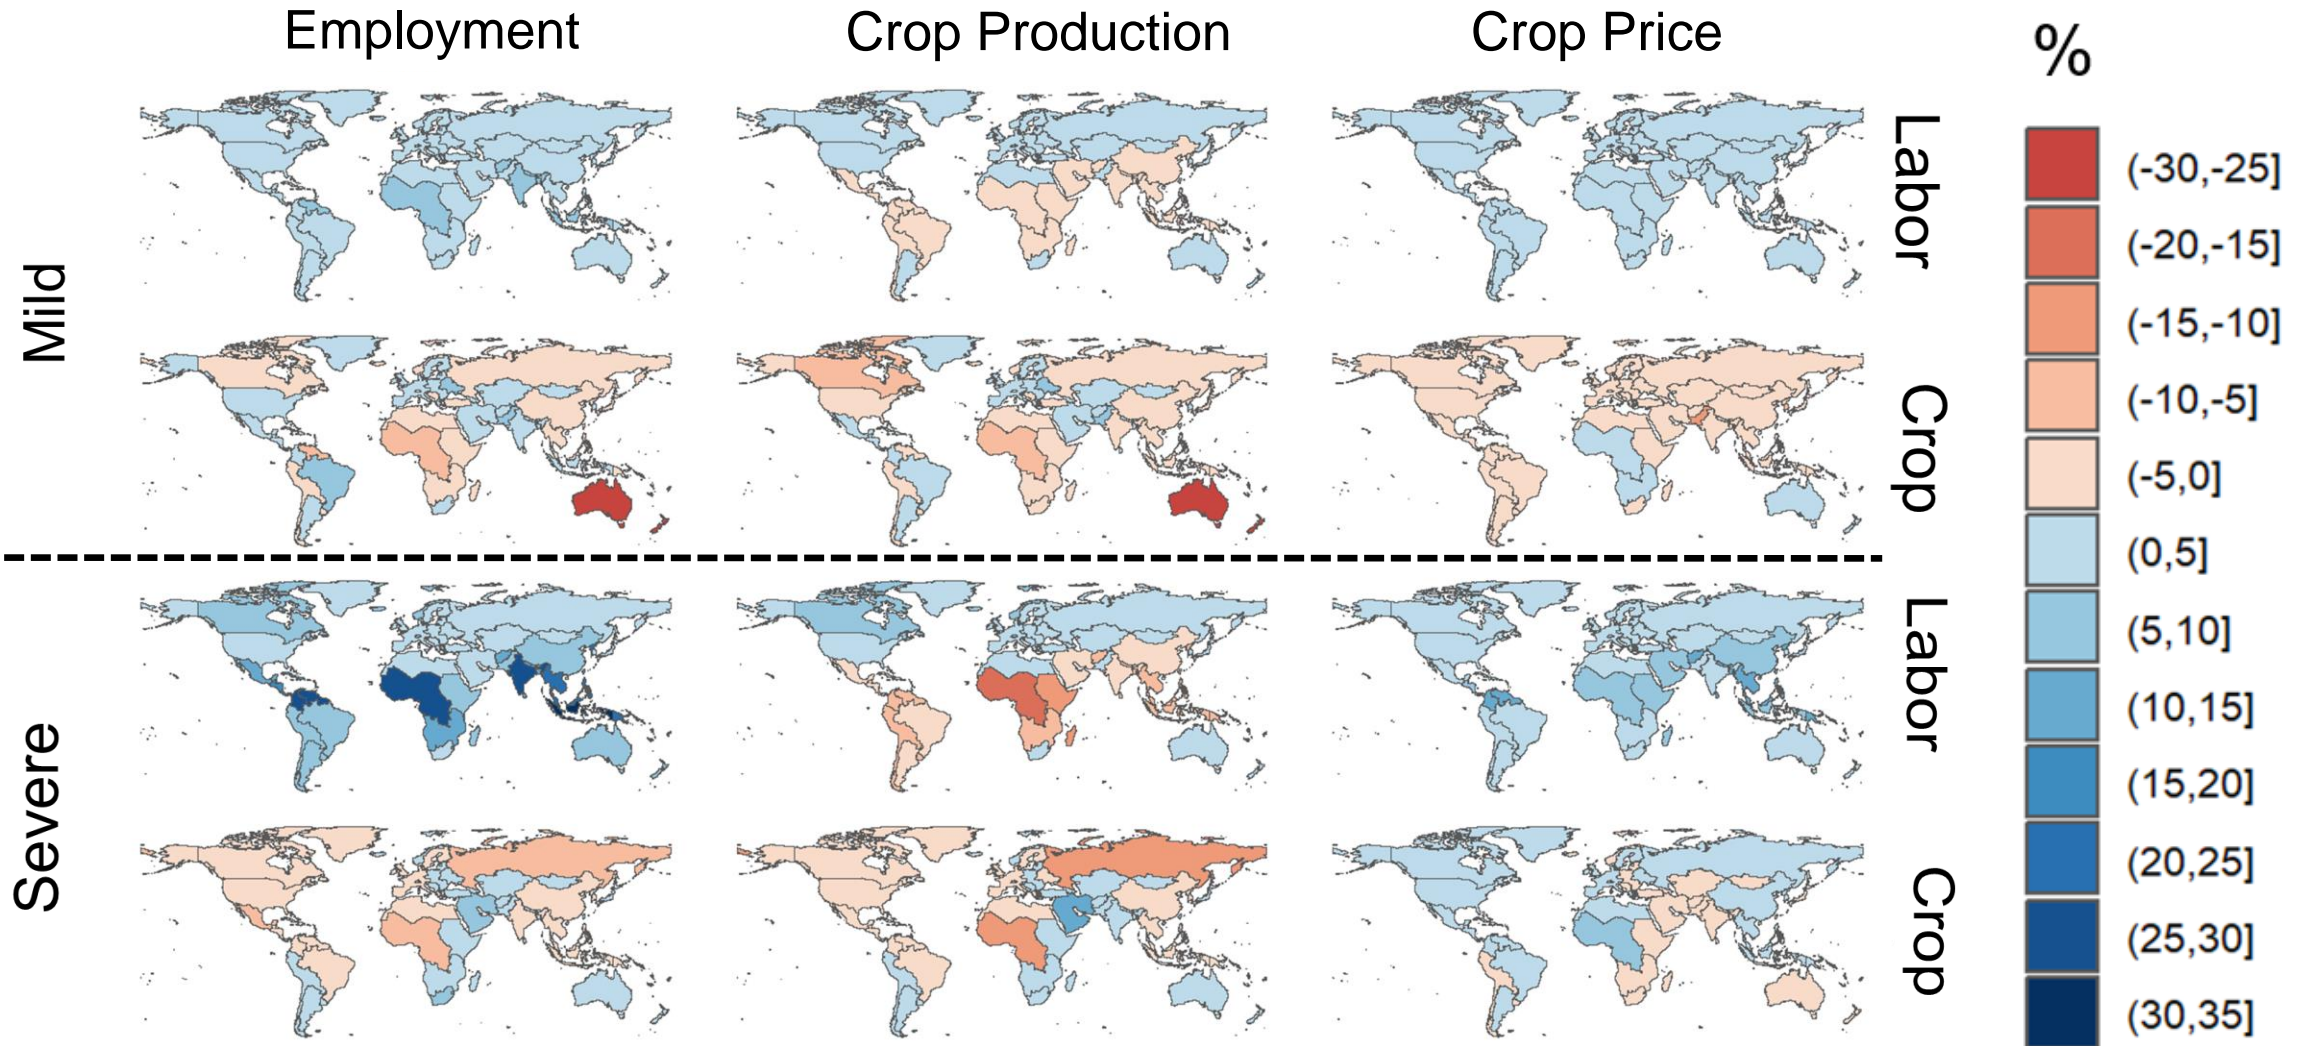 Employment
Crop Production
Crop Price
%
Mild
Labor
Crop
Severe
Labor
Crop
(-30,-25]
(-20,-15]
(-15,-10]
(-10,-5]
(-5,0]
(0,5]
(5,10]
(10,15]
(15,20]
(20,25]
(25,30]
(30,35]